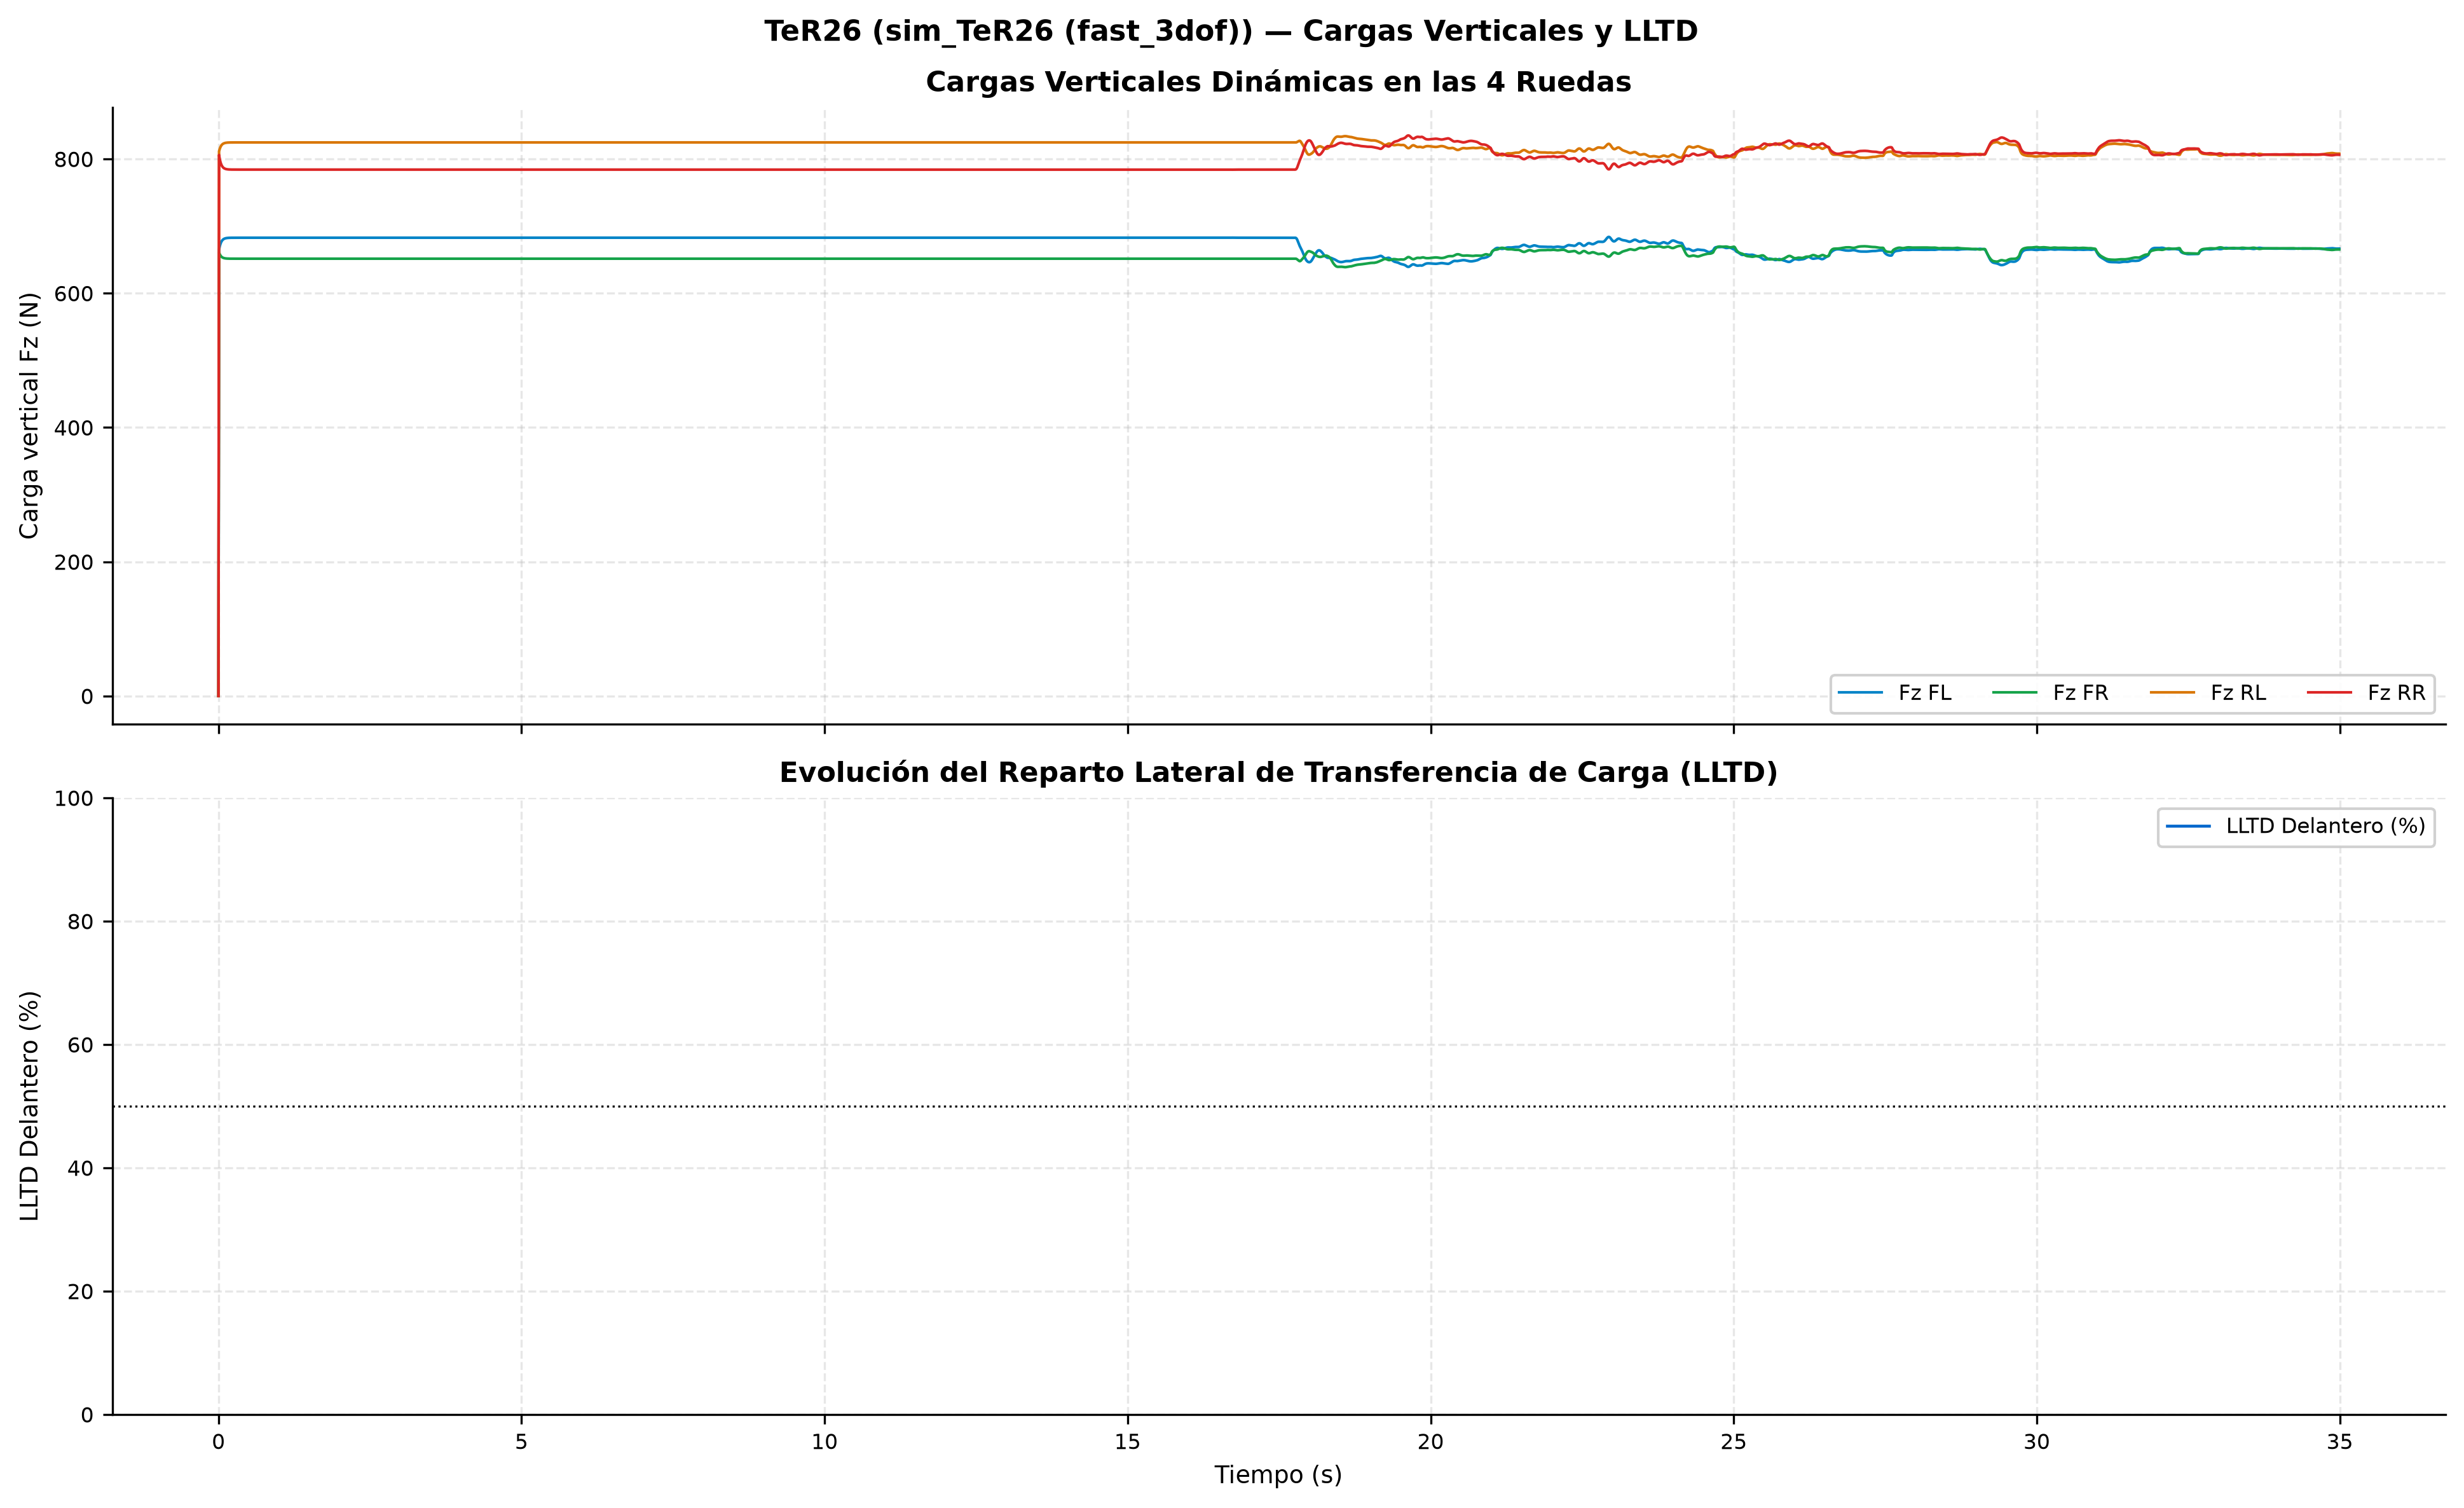 TeR26 (sim_TeR26 (fast_3dof)) — Cargas Verticales y LLTD
Cargas Verticales Dinámicas en las 4 Ruedas
Carga vertical Fz (N)
800
600
400
200
0
Fz FL
Fz FR
Fz RL
Fz RR
Evolución del Reparto Lateral de Transferencia de Carga (LLTD)
LLTD Delantero (%)
100
80
60
40
20
0
LLTD Delantero (%)
0
5
10
15
20
25
30
35
Tiempo (s)